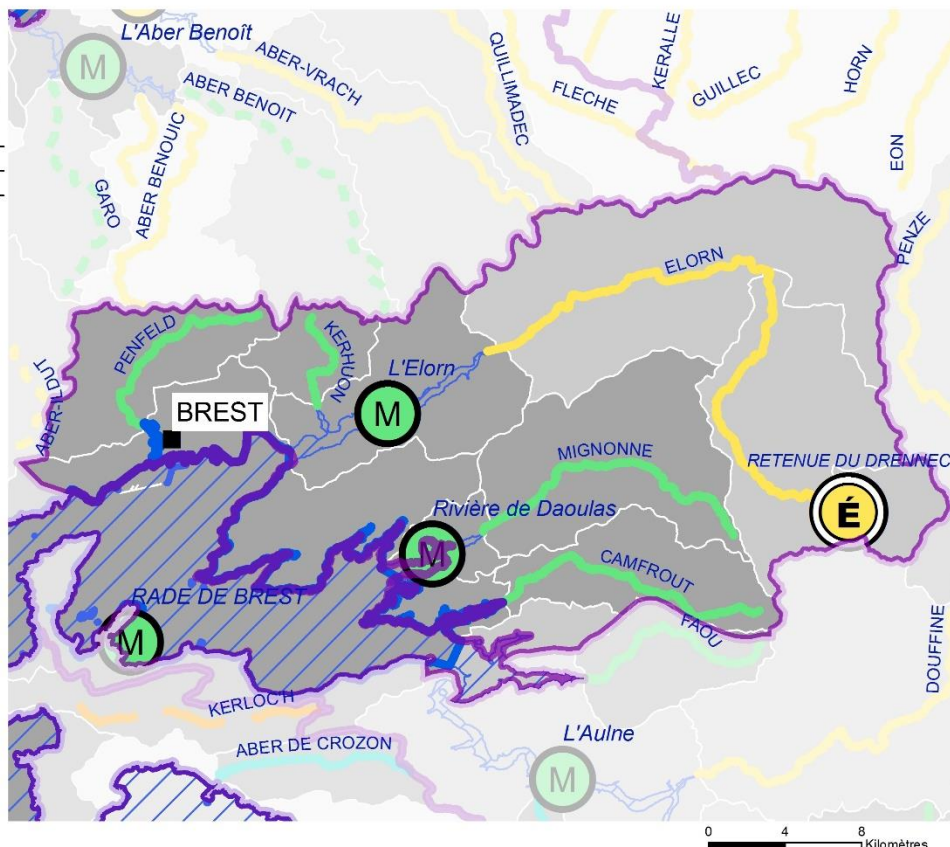 L'Aber Benoît
M
ABER-VRAC'H
ABER BENOIT
QUILLIMADEC
FLECHE
KERALLE
GUILLEC
HORN
EON
GARO
ABER BENOUIC
PENZE
ELORN
PENFELD
KERHUON
L'Elorn
M
ABER-ILDUT
BREST
MIGNONNE
RETENUE DU DRENNEC
É
Rivière de Daoulas
M
CAMFROUT
RADE DE BREST
M
FAOU
DOUFFINE
KERLOC'H
L'Aulne
ABER DE CROZON
M
0 4 8
Kilomètres